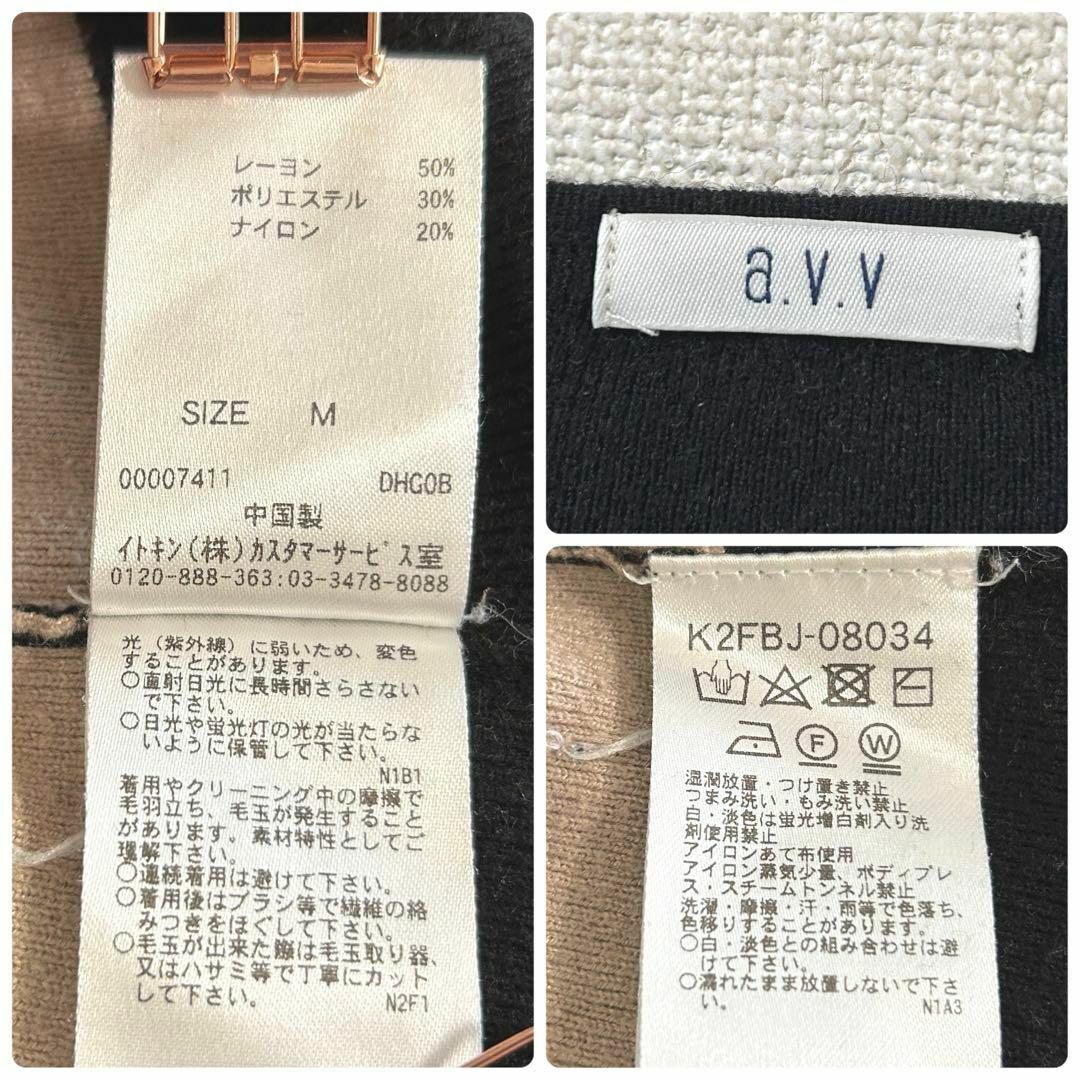 レーヨン 50%
ポリエステル 30%
ナイロン 20%
SIZE M
00007411 DHG0B
中国製
イトキン(株)カスタマーサービス室
0120-888-363:03-3478-8088
光(紫外線)に弱いため、変色
することがあります。
○直射日光に長時間さらさない
で下さい。
○日光や蛍光灯の光が当たらな
いように保管して下さい。
N1B1
着用やクリーニング中の摩擦で
毛羽立ち、毛玉が発生すること
があります。素材特性としてご
理解下さい。
○連続着用は避けて下さい。
○着用後はブラシ等で繊維の絡
みつきをほぐして下さい。
○毛玉が出来た際は毛玉取り器、
又はハサミ等で丁寧にカット
して下さい。
N2F1
a.v.v
K2FBJ-08034
F W
湿潤放置・つけ置き禁止
つまみ洗い・もみ洗い禁止
白・淡色は蛍光増白剤入り洗
剤使用禁止
アイロンあて布使用
アイロン蒸気少量、ボディプレ
ス・スチームトンネル禁止
洗濯・摩擦・汗・雨等で色落ち、
色移りすることがあります。
○白・淡色との組み合わせは避
けて下さい。
○濡れたまま放置しないで下さ
い。
N1A3